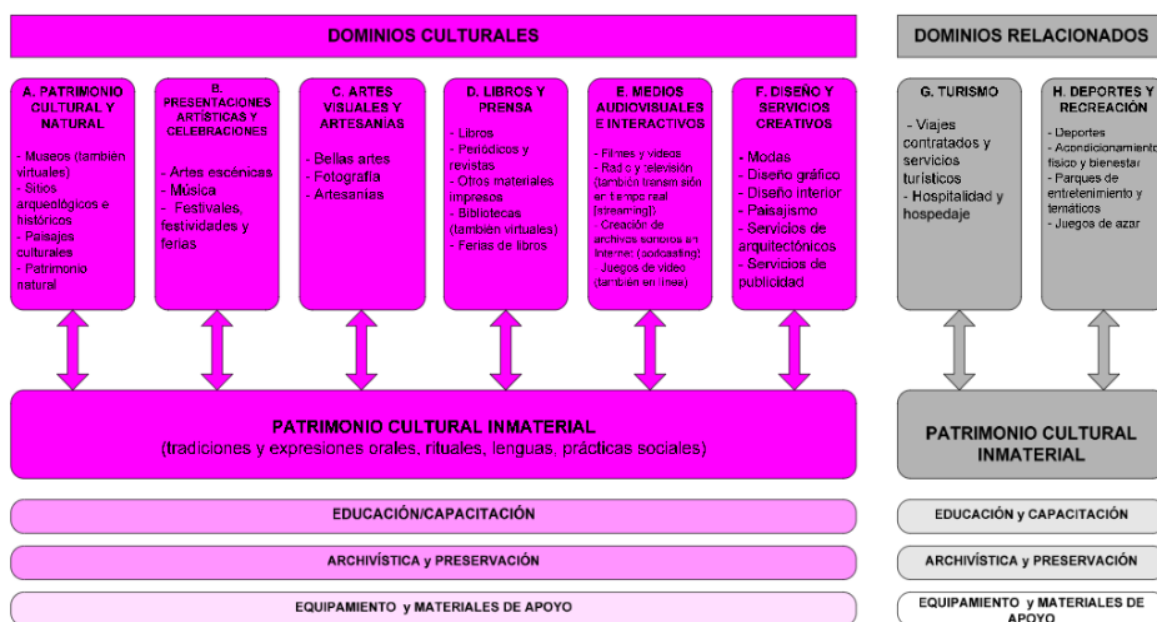 DOMINIOS CULTURALES
DOMINIOS RELACIONADOS
A. PATRIMONIO
CULTURAL Y
NATURAL
- Museos (también
virtuales)
- Sitios
arqueológicos e
históricos
- Paisajes
culturales
- Patrimonio
natural
B.
PRESENTACIONES
ARTÍSTICAS Y
CELEBRACIONES
- Artes escénicas
- Música
- Festivales,
festividades y
ferias
C. ARTES
VISUALES Y
ARTESANÍAS
- Bellas artes
- Fotografía
- Artesanías
D. LIBROS Y
PRENSA
- Libros
- Periódicos y
revistas
- Otros materiales
impresos
- Bibliotecas
(también virtuales)
- Ferias de libros
E. MEDIOS
AUDIOVISUALES
E INTERACTIVOS
- Filmes y videos
- Radio y televisión
(también transmisión
en tiempo real
[streaming])
- Creación de
archivos sonoros en
Internet (podcasting)
- Juegos de video
(también en línea)
F. DISEÑO Y
SERVICIOS
CREATIVOS
- Modas
- Diseño gráfico
- Diseño interior
- Paisajismo
- Servicios de
arquitectónicos
- Servicios de
publicidad
G. TURISMO
- Viajes
contratados y
servicios
turísticos
- Hospitalidad y
hospedaje
H. DEPORTES Y
RECREACIÓN
- Deportes
- Acondicionamiento
físico y bienestar
- Parques de
entretenimiento y
temáticos
- Juegos de azar
PATRIMONIO CULTURAL INMATERIAL
(tradiciones y expresiones orales, rituales, lenguas, prácticas sociales)
PATRIMONIO CULTURAL
INMATERIAL
EDUCACIÓN/CAPACITACIÓN
EDUCACIÓN y CAPACITACIÓN
ARCHIVÍSTICA y PRESERVACIÓN
ARCHIVÍSTICA y PRESERVACIÓN
EQUIPAMIENTO y MATERIALES DE APOYO
EQUIPAMIENTO y MATERIALES DE
APOYO